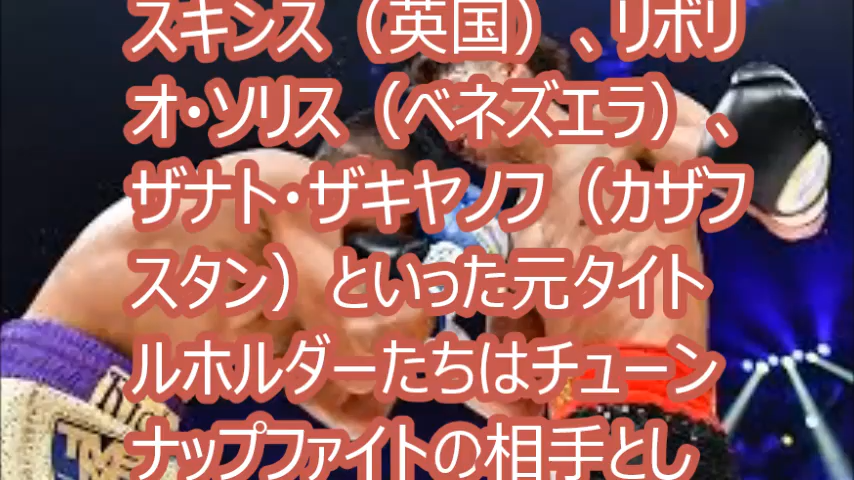 スキンス（英国）、リボリ
オ・ソリス（ベネズエラ）、
ザナト・ザキヤノフ（カザフ
スタン）といった元タイト
ルホルダーたちはチューン
ナップファイトの相手とし